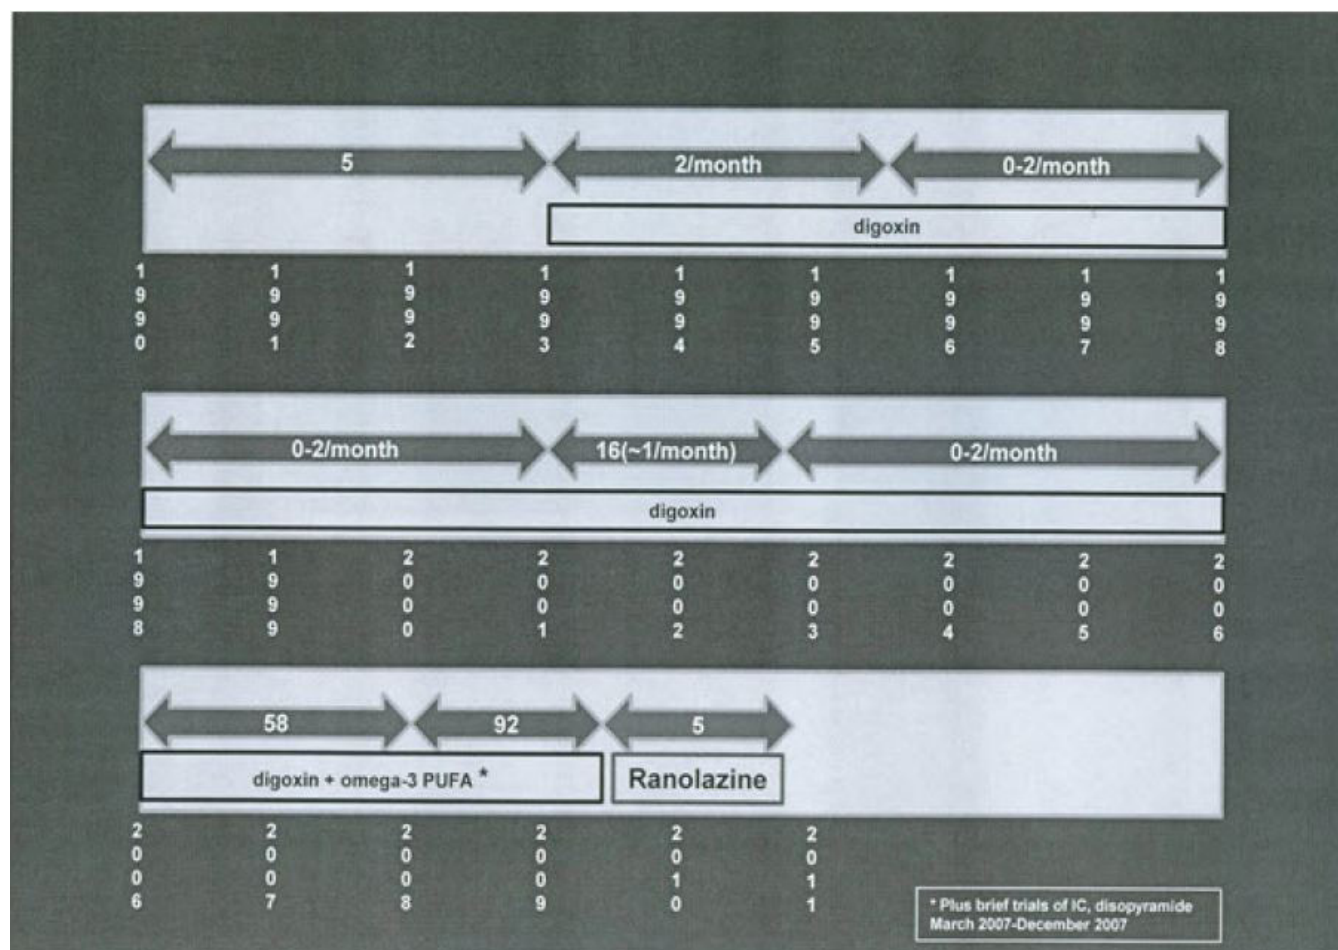 5 2/month 0-2/month
digoxin
1990 1991 1992 1993 1994 1995 1996 1997 1998
0-2/month 16(~1/month) 0-2/month
digoxin
1998 1999 2000 2001 2002 2003 2004 2005 2006
58 92 5
digoxin + omega-3 PUFA * Ranolazine
2006 2007 2008 2009 2010 2011
* Plus brief trials of IC, disopyramide
March 2007-December 2007